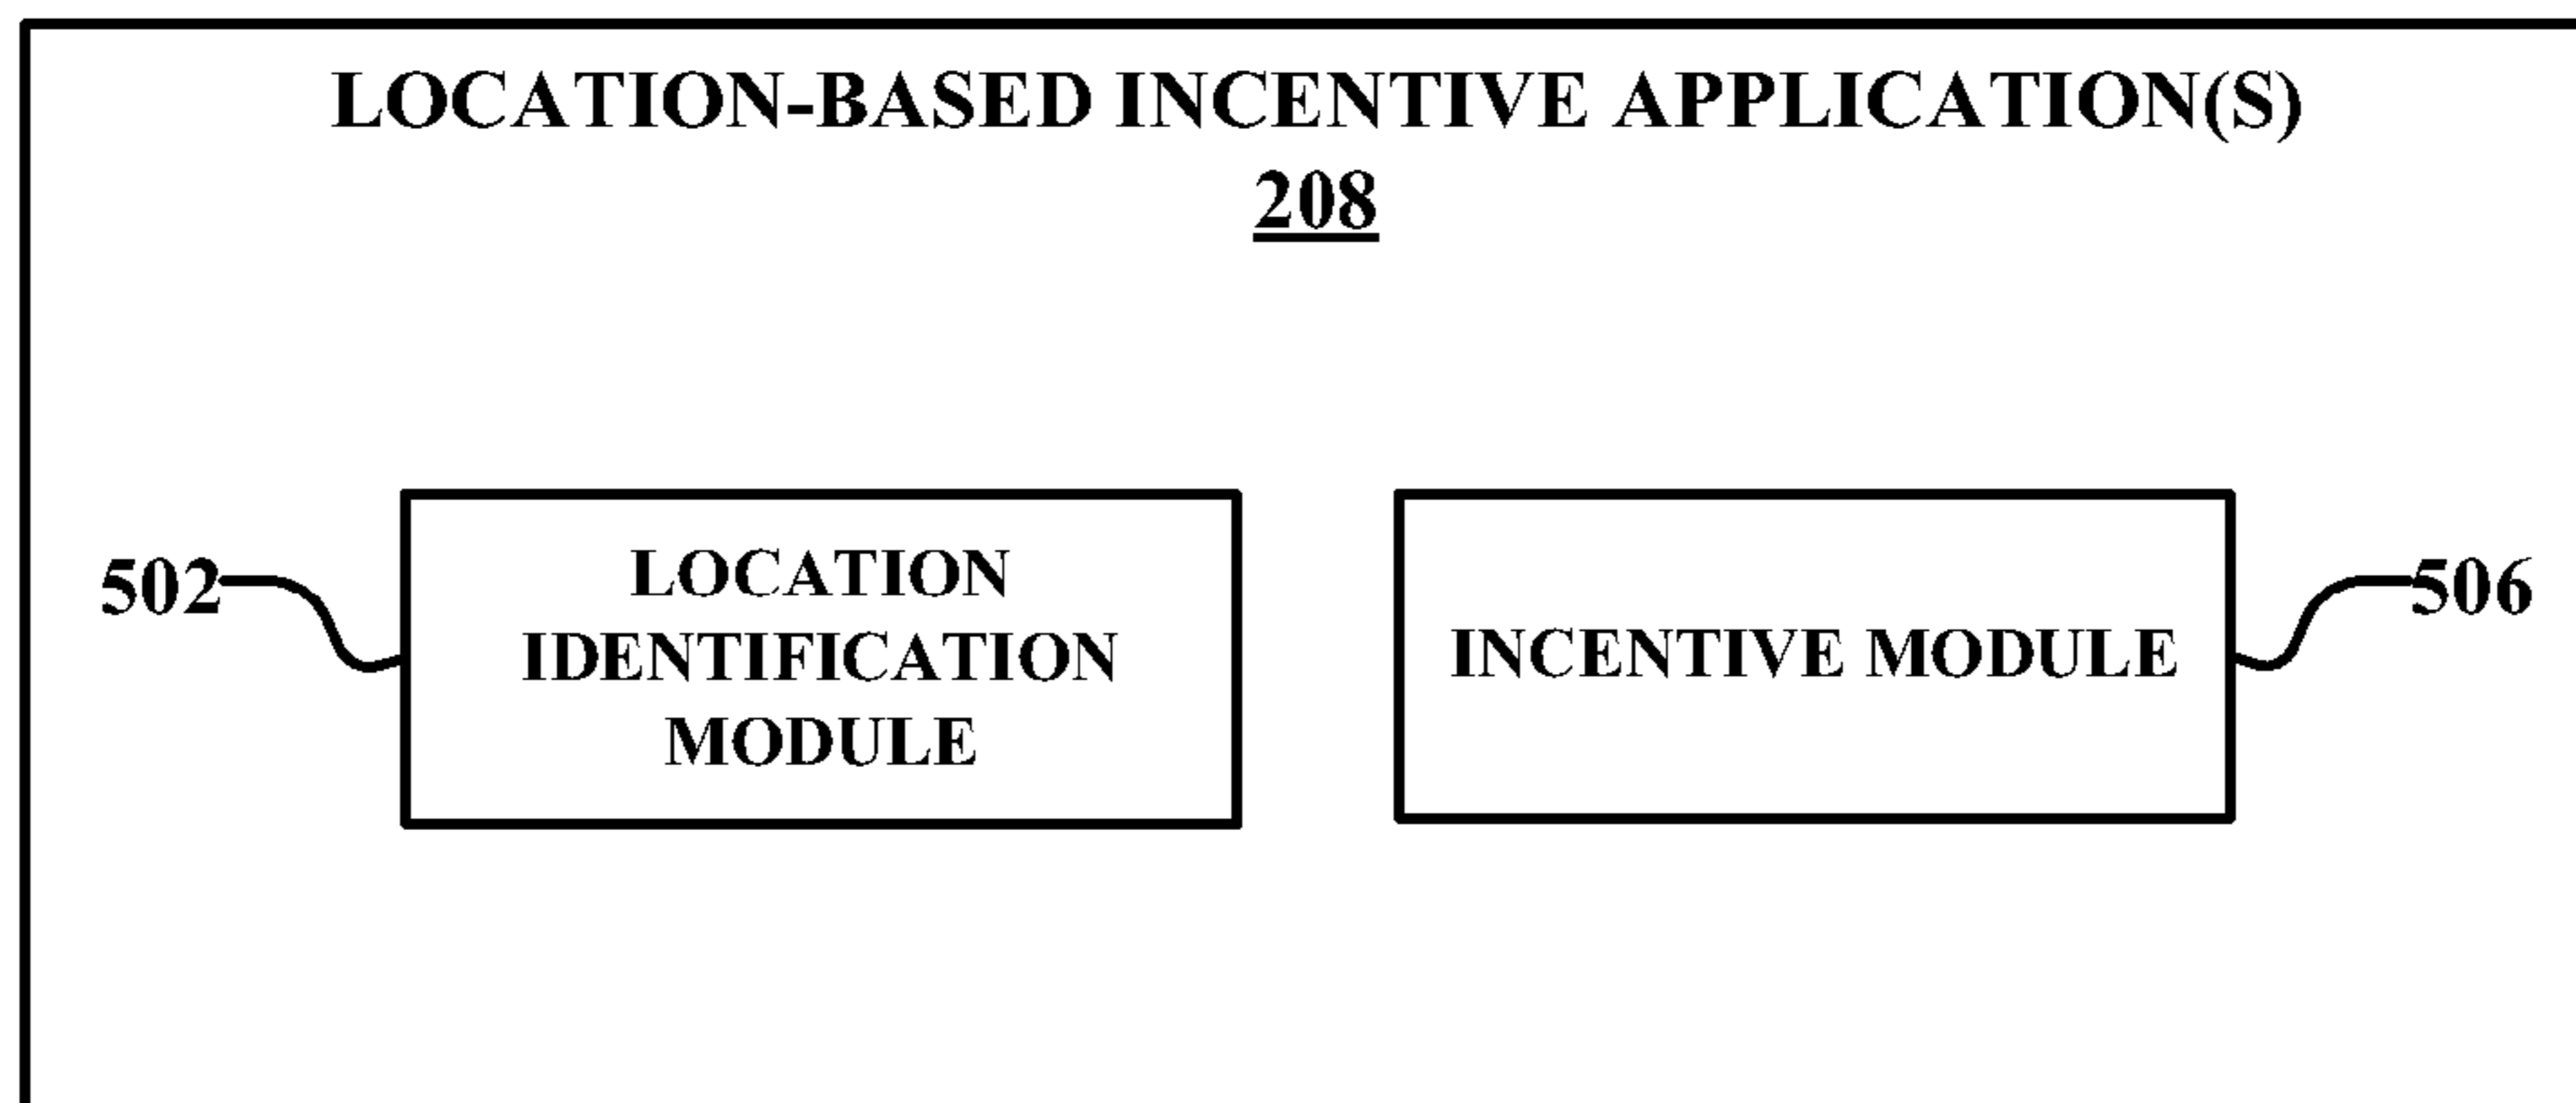 LOCATION-BASED INCENTIVE APPLICATION(S)
208
502
LOCATION
IDENTIFICATION
MODULE
INCENTIVE MODULE
506